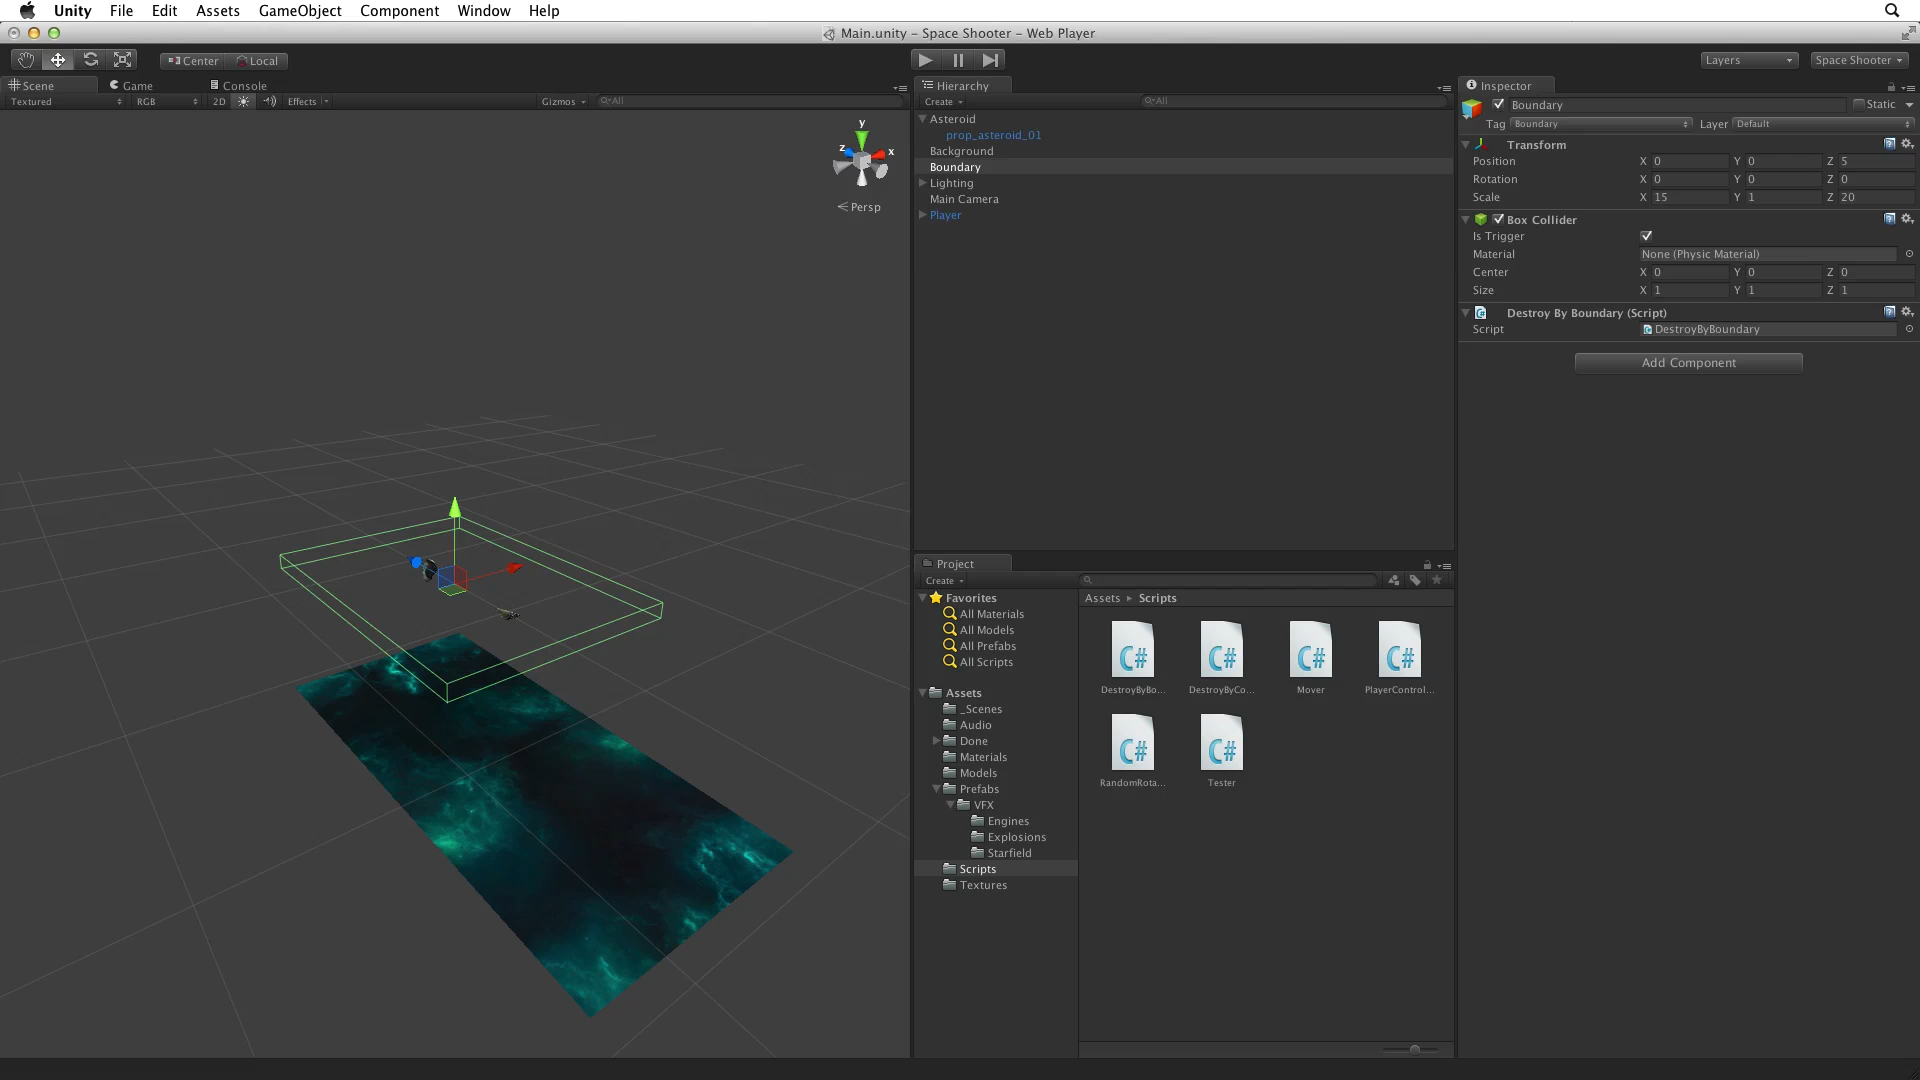 Unity File Edit Assets GameObject Component Window Help
Main.unity – Space Shooter – Web Player
Center Local
Layers Space Shooter
Scene Game Console
Textured RGB 2D Effects Gizmos All
y
z x
Persp
Hierarchy
Create All
Asteroid
prop_asteroid_01
Background
Boundary
Lighting
Main Camera
Player
Project
Create
Favorites
All Materials
All Models
All Prefabs
All Scripts
Assets
_Scenes
Audio
Done
Materials
Models
Prefabs
VFX
Engines
Explosions
Starfield
Scripts
Textures
Assets ▸ Scripts
C# C# C# C#
DestroyByBo... DestroyByCo... Mover PlayerControl...
C# C#
RandomRota... Tester
Inspector
Boundary Static
Tag Boundary Layer Default
Transform
Position X 0 Y 0 Z 5
Rotation X 0 Y 0 Z 0
Scale X 15 Y 1 Z 20
Box Collider
Is Trigger
Material None (Physic Material)
Center X 0 Y 0 Z 0
Size X 1 Y 1 Z 1
Destroy By Boundary (Script)
Script DestroyByBoundary
Add Component